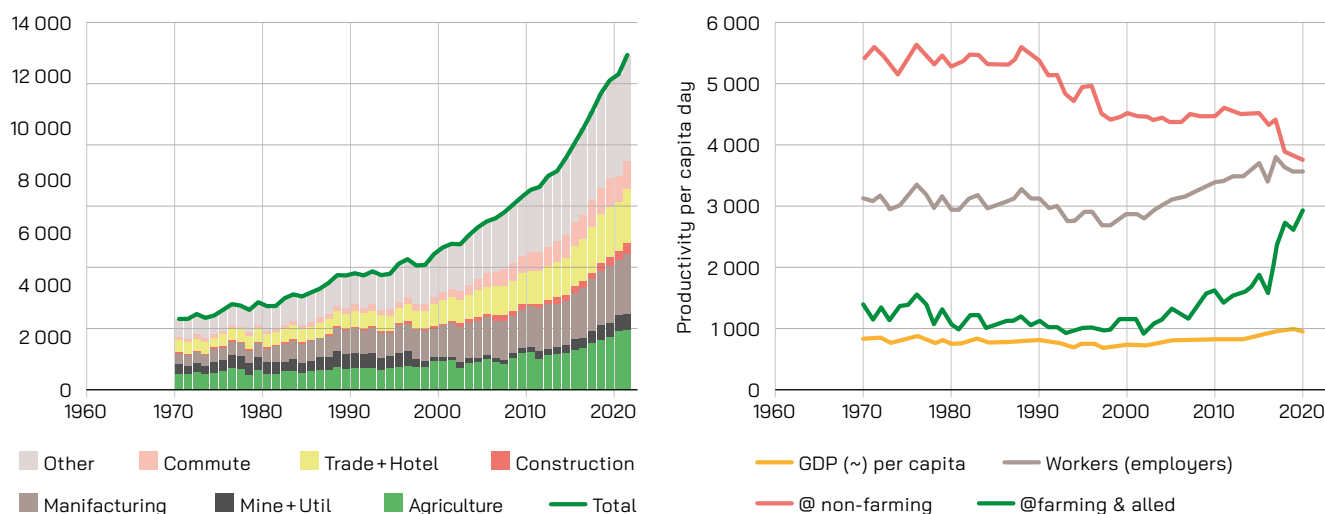 14 000
12 000
10 000
8 000
6 000
4 000
2 000
0
1960 1970 1980 1990 2000 2010 2020
Other Commute Trade+Hotel Construction
Manifacturing Mine+Util Agriculture Total
Productivity per capita day
6 000
5 000
4 000
3 000
2 000
1 000
0
1960 1970 1980 1990 2000 2010 2020
GDP (~) per capita Workers (employers)
@ non-farming @farming & alled